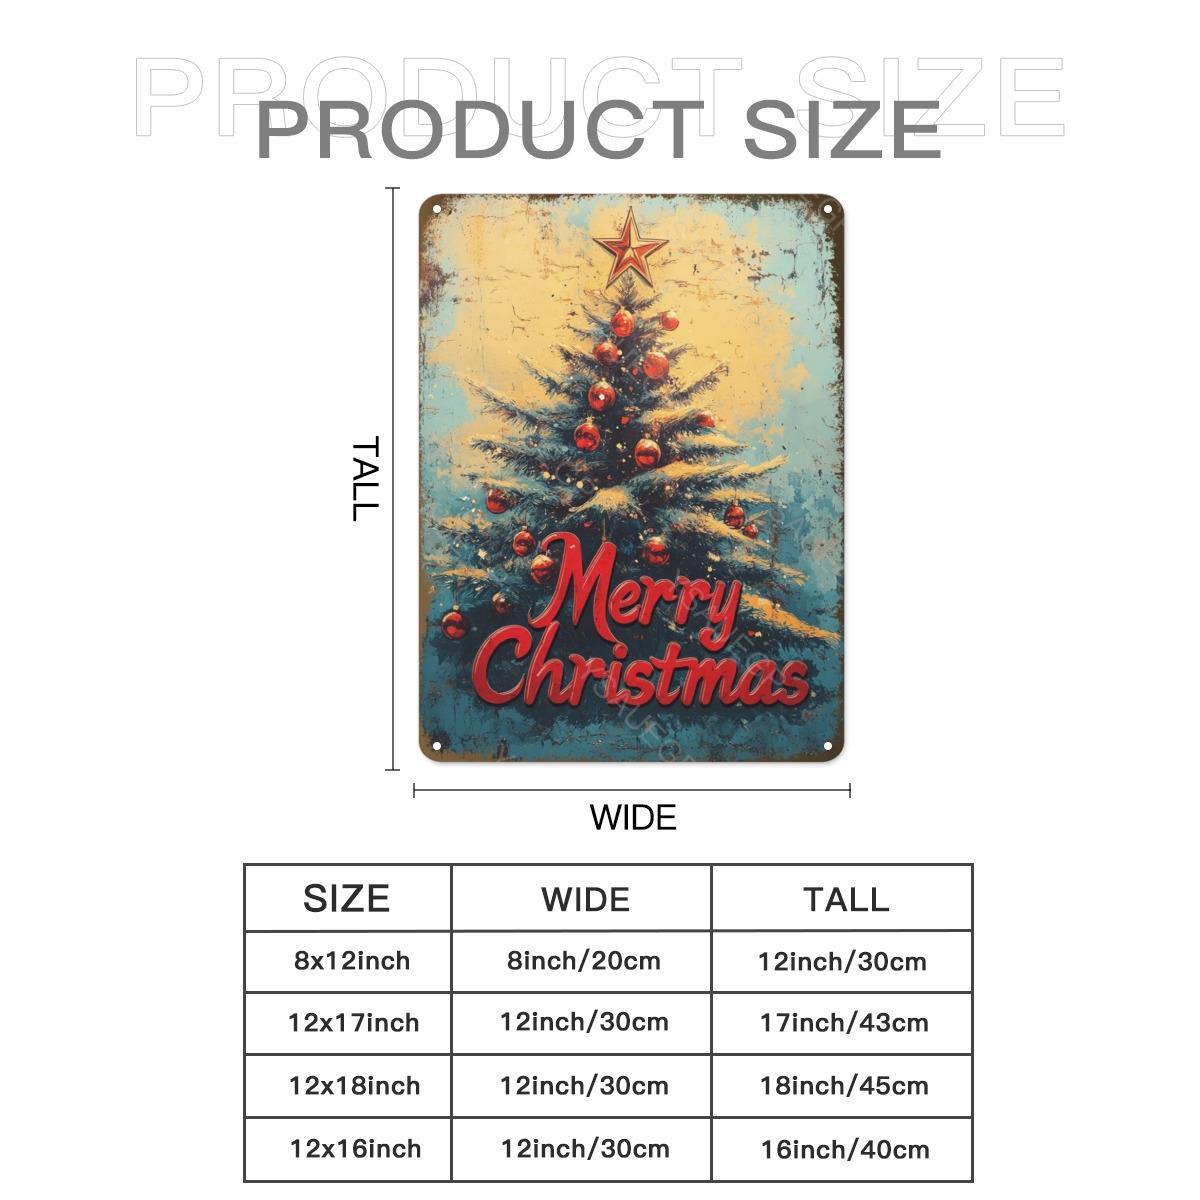 PRODUCT SIZE
PRODUCT SIZE
TALL
Merry
Christmas
WIDE
SIZE WIDE TALL
8x12inch 8inch/20cm 12inch/30cm
12x17inch 12inch/30cm 17inch/43cm
12x18inch 12inch/30cm 18inch/45cm
12x16inch 12inch/30cm 16inch/40cm